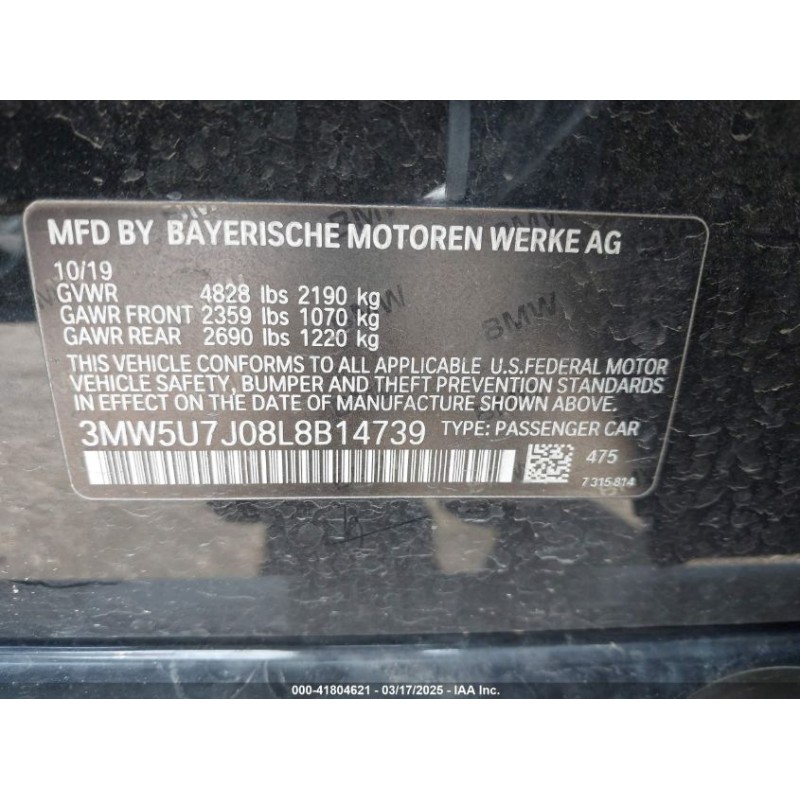 MFD BY BAYERISCHE MOTOREN WERKE AG
10/19
GVWR 4828 lbs 2190 kg
GAWR FRONT 2359 lbs 1070 kg
GAWR REAR 2690 lbs 1220 kg
THIS VEHICLE CONFORMS TO ALL APPLICABLE U.S.FEDERAL MOTOR
VEHICLE SAFETY, BUMPER AND THEFT PREVENTION STANDARDS
IN EFFECT ON THE DATE OF MANUFACTURE SHOWN ABOVE.
3MW5U7J08L8B14739 TYPE: PASSENGER CAR
475
7 315 814
000-41804621 - 03/17/2025 - IAA Inc.